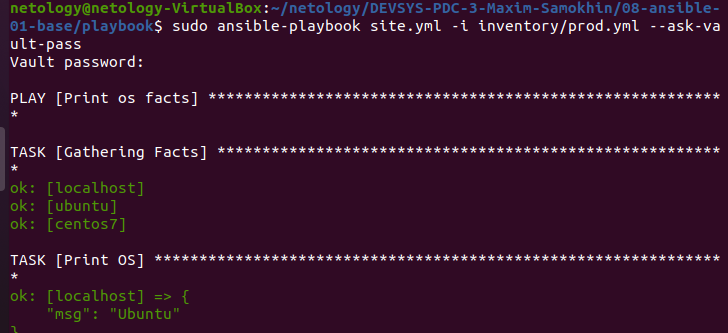 netology@netology-VirtualBox:~/netology/DEVSYS-PDC-3-Maxim-Samokhin/08-ansible-
01-base/playbook$ sudo ansible-playbook site.yml -i inventory/prod.yml --ask-va
ult-pass
Vault password:
PLAY [Print os facts] *********************************************************
*
TASK [Gathering Facts] ********************************************************
*
ok: [localhost]
ok: [ubuntu]
ok: [centos7]
TASK [Print OS] ***************************************************************
*
ok: [localhost] => {
    "msg": "Ubuntu"
}